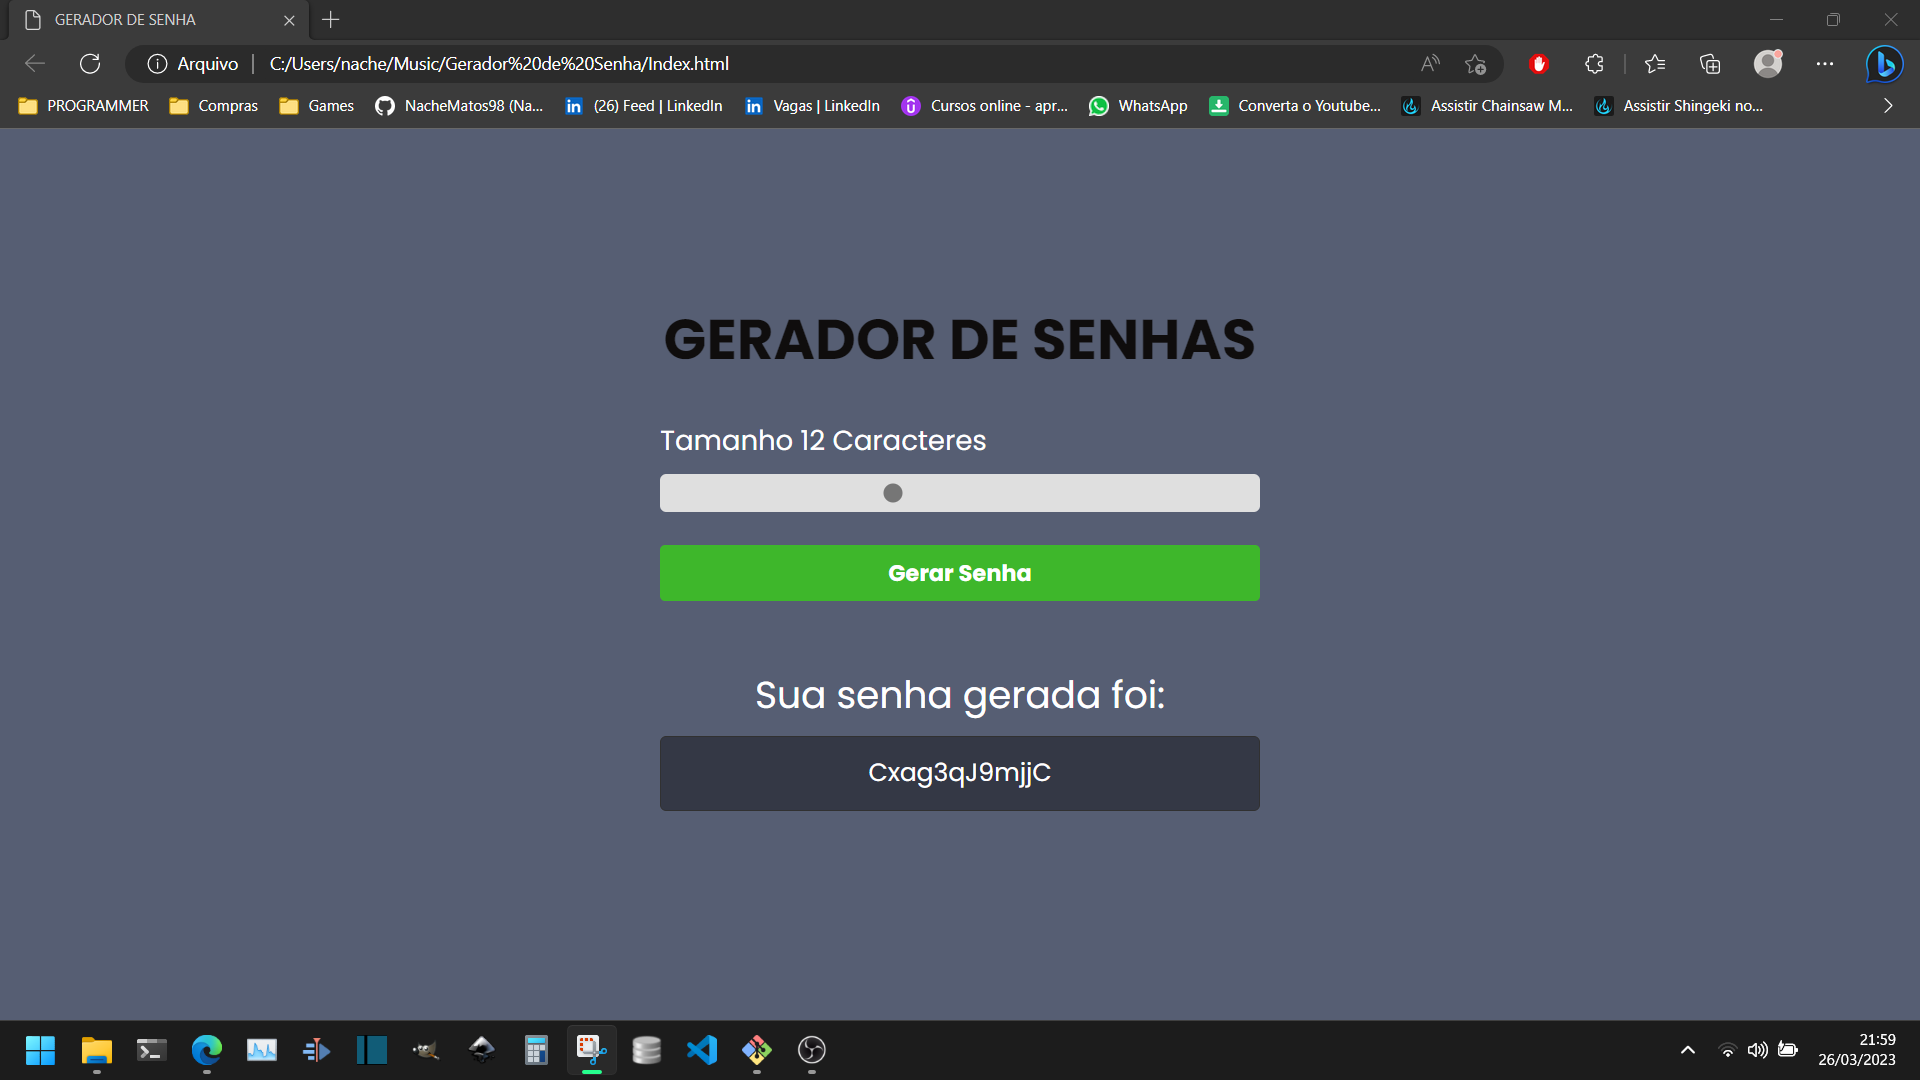 GERADOR DE SENHA
Arquivo | C:/Users/nache/Music/Gerador%20de%20Senha/Index.html
PROGRAMMER Compras Games NacheMatos98 (Na... (26) Feed | LinkedIn Vagas | LinkedIn Cursos online - apr... WhatsApp Converta o Youtube... Assistir Chainsaw M... Assistir Shingeki no...
GERADOR DE SENHAS
Tamanho 12 Caracteres
Gerar Senha
Sua senha gerada foi:
Cxag3qJ9mjjC
21:59
26/03/2023